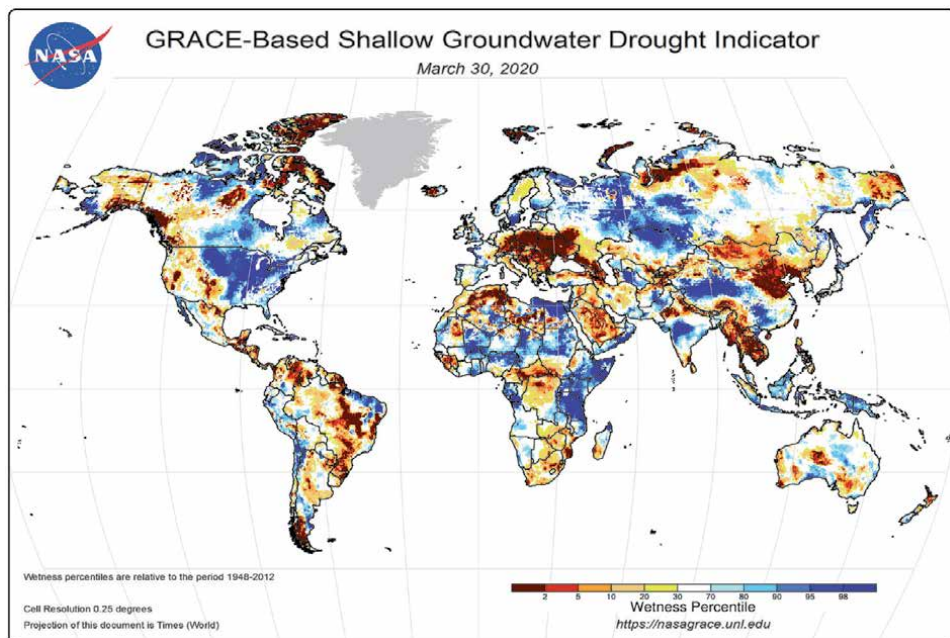 NASA
GRACE-Based Shallow Groundwater Drought Indicator
March 30, 2020
Wetness percentiles are relative to the period 1948-2012
Cell Resolution 0.25 degrees
Projection of this document is Times (World)
2 5 10 20 30 70 80 90 95 98
Wetness Percentile
https://nasagrace.unl.edu